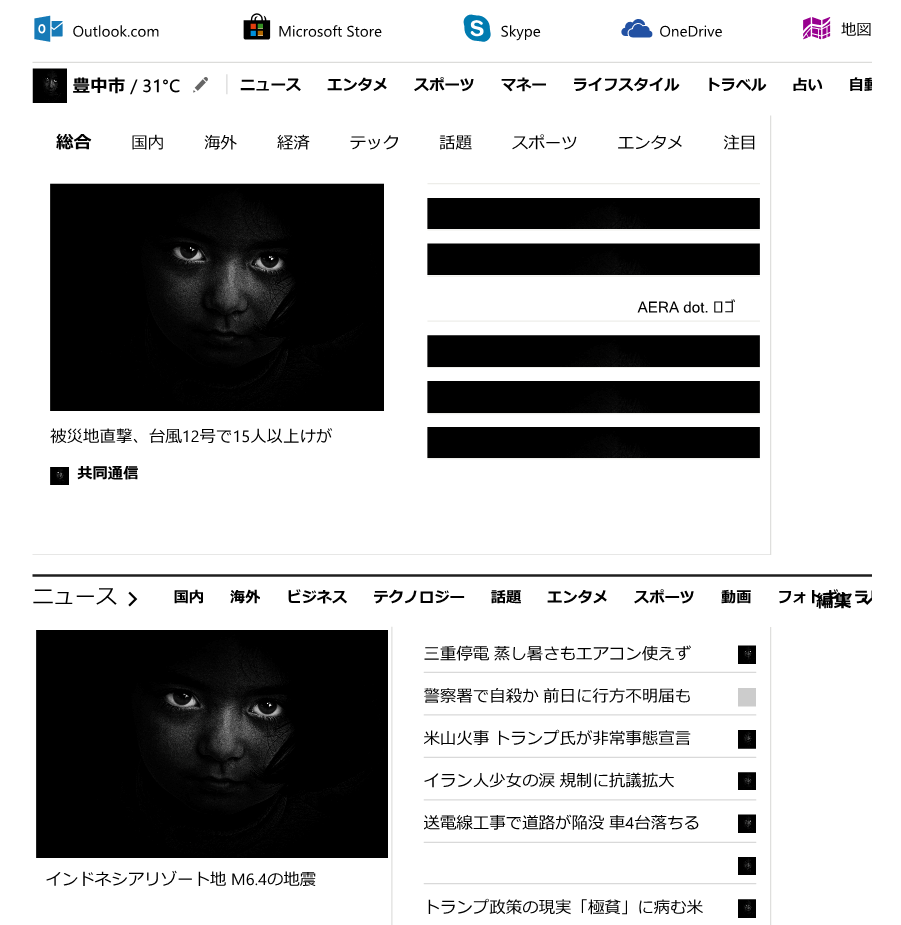 Outlook.com Microsoft Store Skype OneDrive 地図
豊中市 / 31°C ニュース エンタメ スポーツ マネー ライフスタイル トラベル 占い 自動
総合 国内 海外 経済 テック 話題 スポーツ エンタメ 注目
AERA dot. ロゴ
被災地直撃、台風12号で15人以上けが
共同通信
ニュース 国内 海外 ビジネス テクノロジー 話題 エンタメ スポーツ 動画 フォトギャラ 編集
三重停電 蒸し暑さもエアコン使えず
警察署で自殺か 前日に行方不明届も
米山火事 トランプ氏が非常事態宣言
イラン人少女の涙 規制に抗議拡大
送電線工事で道路が陥没 車4台落ちる
インドネシアリゾート地 M6.4の地震
トランプ政策の現実「極貧」に病む米